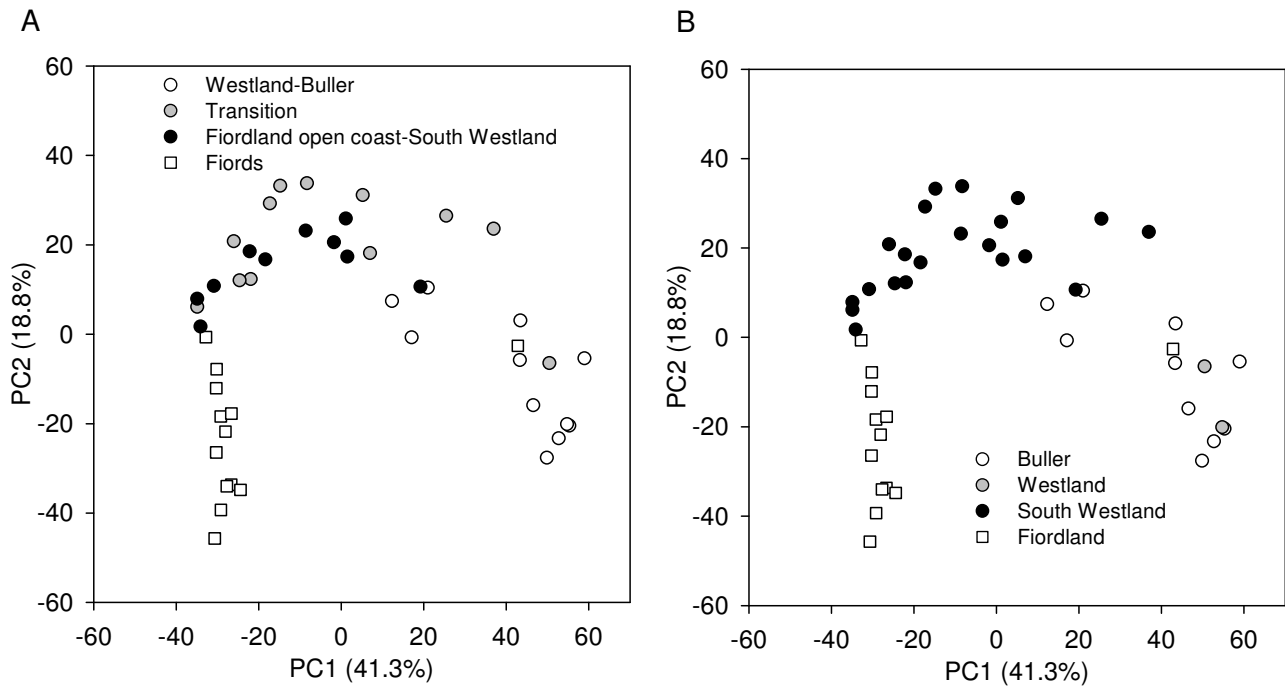 A
60
40
20
0
-20
-40
-60
PC2 (18.8%)
Westland-Buller
Transition
Fiordland open coast-South Westland
Fiords
-60 -40 -20 0 20 40 60
PC1 (41.3%)
B
60
40
20
0
-20
-40
-60
PC2 (18.8%)
Buller
Westland
South Westland
Fiordland
-60 -40 -20 0 20 40 60
PC1 (41.3%)